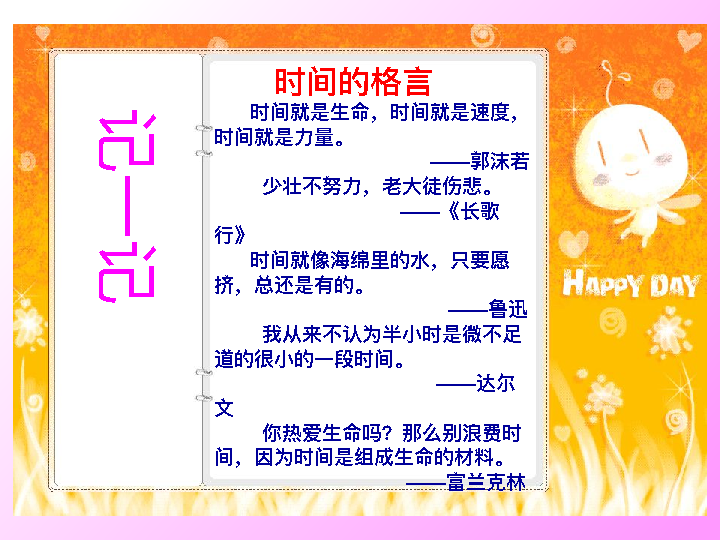 记一记
时间的格言
时间就是生命，时间就是速度，
时间就是力量。
——郭沫若
少壮不努力，老大徒伤悲。
——《长歌
行》
时间就像海绵里的水，只要愿
挤，总还是有的。
——鲁迅
我从来不认为半小时是微不足
道的很小的一段时间。
——达尔
文
你热爱生命吗？那么别浪费时
间，因为时间是组成生命的材料。
——富兰克林
HAPPY DAY